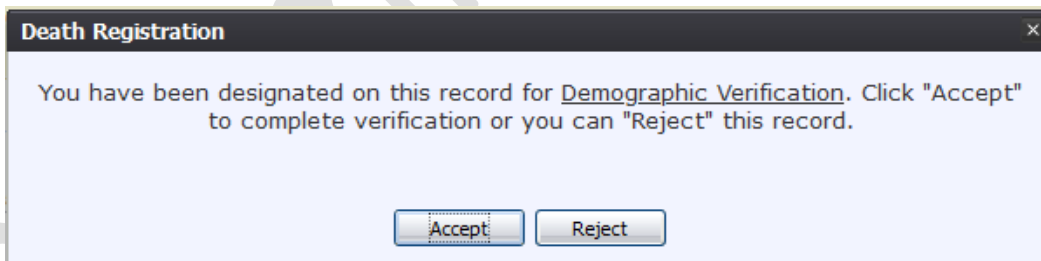 Death Registration
You have been designated on this record for Demographic Verification. Click "Accept"
to complete verification or you can "Reject" this record.
Accept Reject